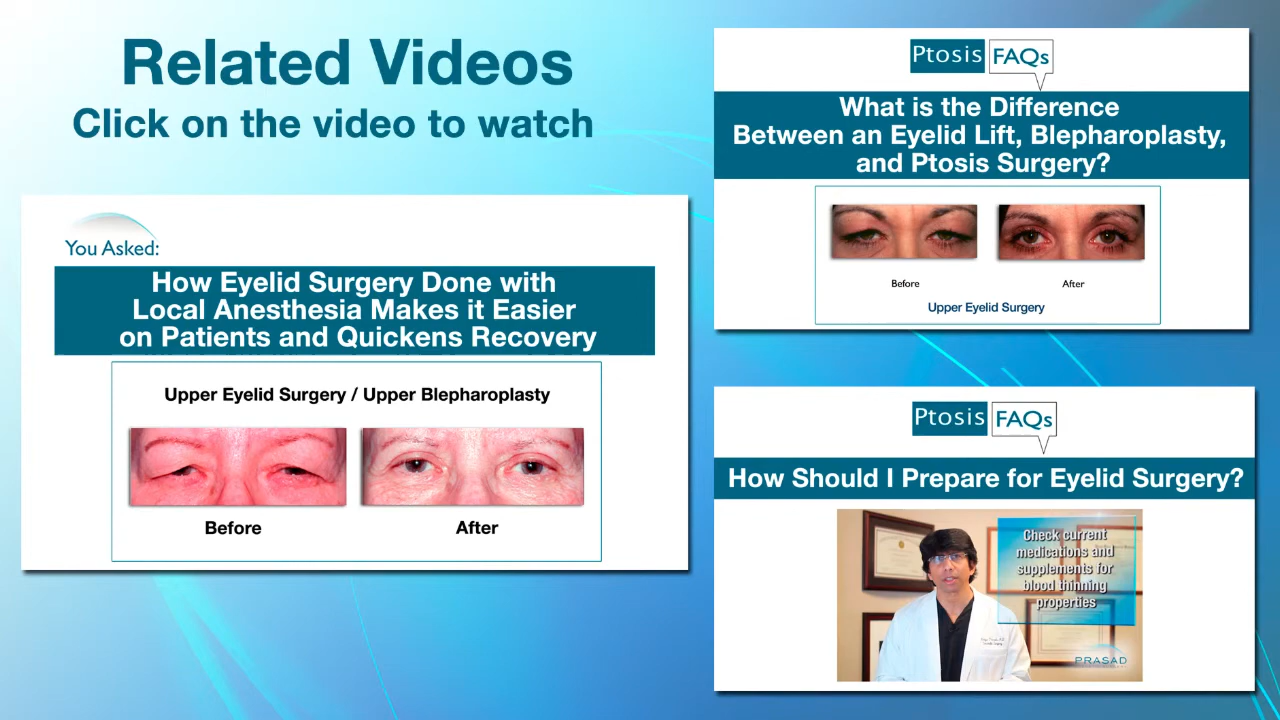 Related Videos
Click on the video to watch
You Asked:
How Eyelid Surgery Done with
Local Anesthesia Makes it Easier
on Patients and Quickens Recovery
Upper Eyelid Surgery / Upper Blepharoplasty
Before After
Ptosis FAQs
What is the Difference
Between an Eyelid Lift, Blepharoplasty,
and Ptosis Surgery?
Before After
Upper Eyelid Surgery
Ptosis FAQs
How Should I Prepare for Eyelid Surgery?
Check current
medications and
supplements for
blood thinning
properties
PRASAD